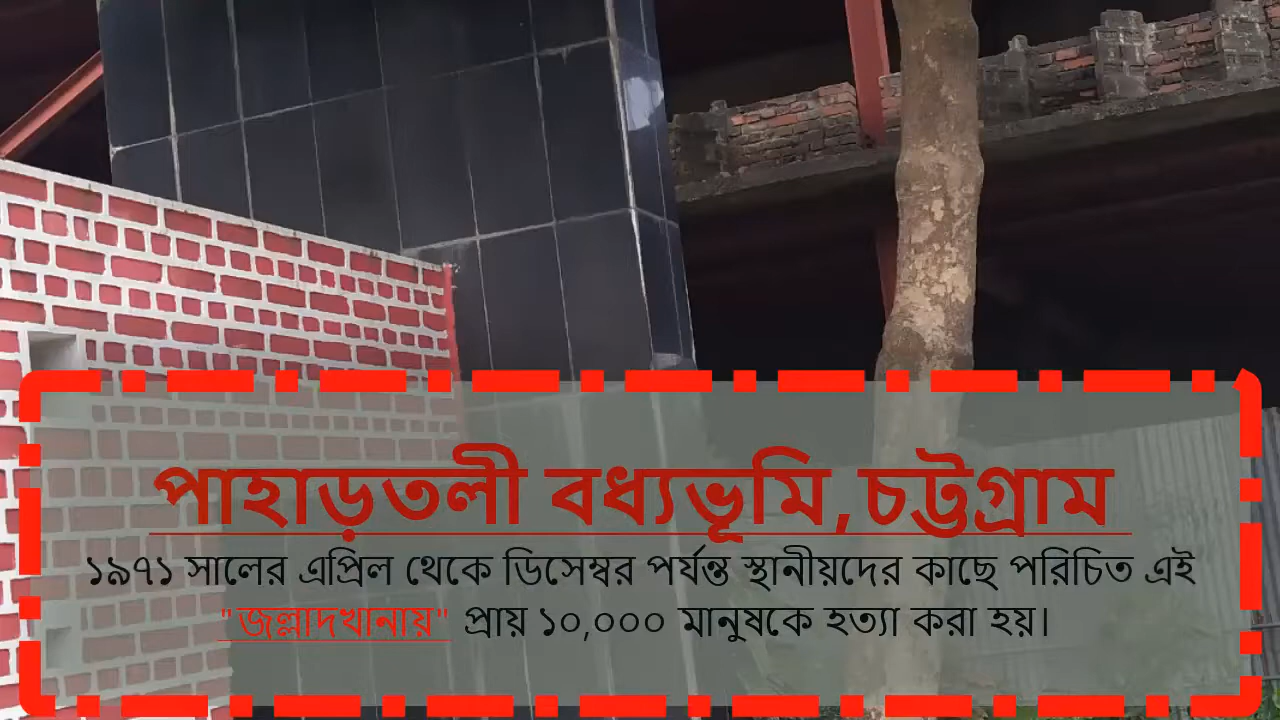 পাহাড়তলী বধ্যভূমি,চট্টগ্রাম
১৯৭১ সালের এপ্রিল থেকে ডিসেম্বর পর্যন্ত স্থানীয়দের কাছে পরিচিত এই
"জল্লাদখানায়" প্রায় ১০,০০০ মানুষকে হত্যা করা হয়।